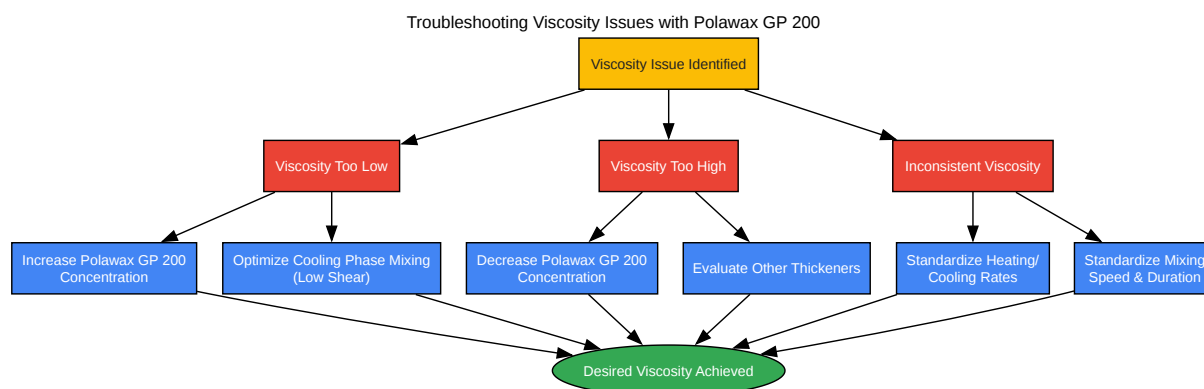 Troubleshooting Viscosity Issues with Polawax GP 200
Viscosity Issue Identified
Viscosity Too Low
Viscosity Too High
Inconsistent Viscosity
Increase Polawax GP 200
Concentration
Optimize Cooling Phase Mixing
(Low Shear)
Decrease Polawax GP 200
Concentration
Evaluate Other Thickeners
Standardize Heating/
Cooling Rates
Standardize Mixing
Speed & Duration
Desired Viscosity Achieved